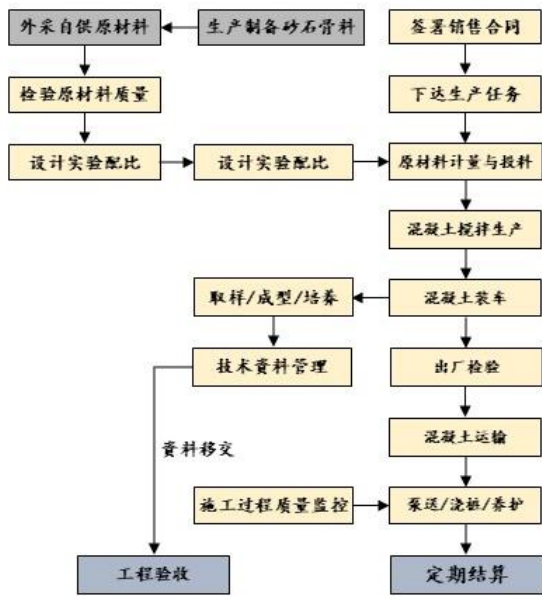 外采自供原材料
生产制备砂石骨料
签署销售合同
检验原材料质量
下达生产任务
设计实验配比
设计实验配比
原材料计量与投料
混凝土搅拌生产
取样/成型/培养
混凝土装车
技术资料管理
出厂检验
混凝土运输
资料移交
施工过程质量监控
泵送/浇桩/养护
工程验收
定期结算